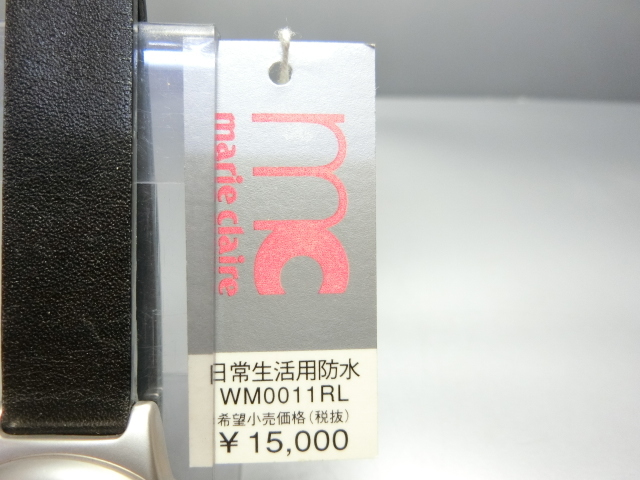 mc
marie claire
日常生活用防水
WM0011RL
希望小売価格(税抜)
¥ 15,000